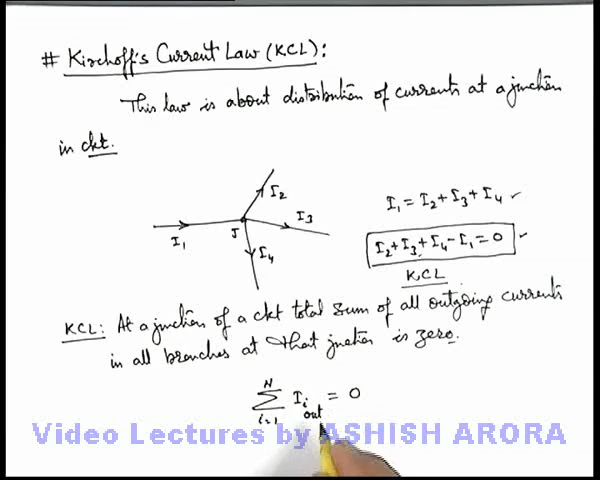 # Kirchoff's Current Law (KCL):
This law is about distribution of currents at a junction
in ckt.
I₂
I₁ = I₂ + I₃ + I₄ ✓
I₃
J
I₁
I₂ + I₃ + I₄ - I₁ = 0 ✓
I₄
KCL
KCL: At a junction of a ckt total sum of all outgoing currents
in all branches at that junction is zero.
N
∑ Iᵢ = 0
i=1 out
Video Lectures by ASHISH ARORA